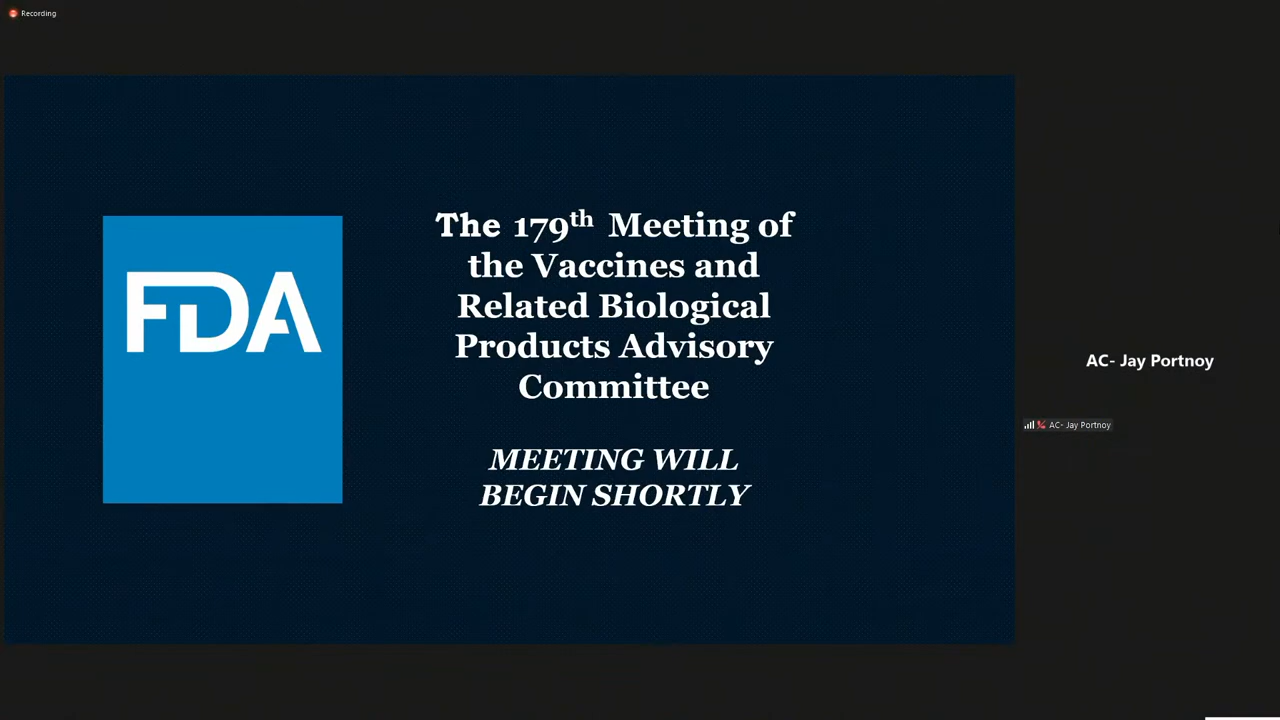 Recording
FDA
The 179th Meeting of
the Vaccines and
Related Biological
Products Advisory
Committee
MEETING WILL
BEGIN SHORTLY
AC- Jay Portnoy
AC- Jay Portnoy